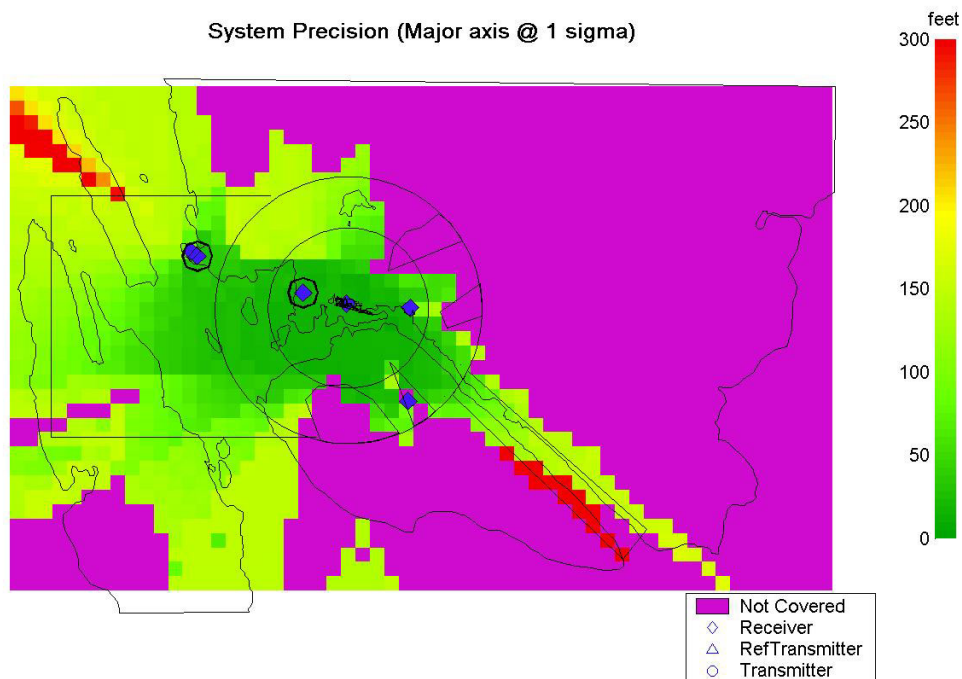 System Precision (Major axis @ 1 sigma)
feet
300
250
200
150
100
50
0
Not Covered
Receiver
RefTransmitter
Transmitter